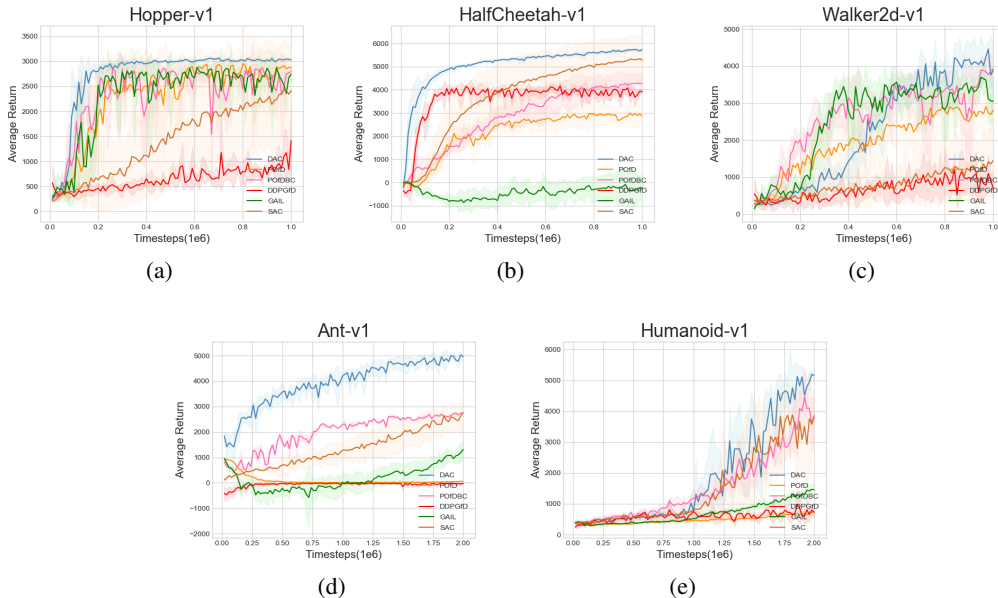 Hopper-v1
Average Return
3500
3000
2500
2000
1500
1000
500
0
0.0 0.2 0.4 0.6 0.8 1.0
Timesteps(1e6)
DAC
POfD
POfDBC
DDPGfD
GAIL
SAC
(a)
HalfCheetah-v1
Average Return
6000
5000
4000
3000
2000
1000
0
−1000
0.0 0.2 0.4 0.6 0.8 1.0
Timesteps(1e6)
DAC
POfD
POfDBC
DDPGfD
GAIL
SAC
(b)
Walker2d-v1
Average Return
5000
4000
3000
2000
1000
0
0.0 0.2 0.4 0.6 0.8 1.0
Timesteps(1e6)
DAC
POfD
POfDBC
DDPGfD
GAIL
SAC
(c)
Ant-v1
Average Return
5000
4000
3000
2000
1000
0
−1000
−2000
0.00 0.25 0.50 0.75 1.00 1.25 1.50 1.75 2.00
Timesteps(1e6)
DAC
POfD
POfDBC
DDPGfD
GAIL
SAC
(d)
Humanoid-v1
Average Return
6000
5000
4000
3000
2000
1000
0
0.00 0.25 0.50 0.75 1.00 1.25 1.50 1.75 2.00
Timesteps(1e6)
DAC
POfD
POfDBC
DDPGfD
GAIL
SAC
(e)